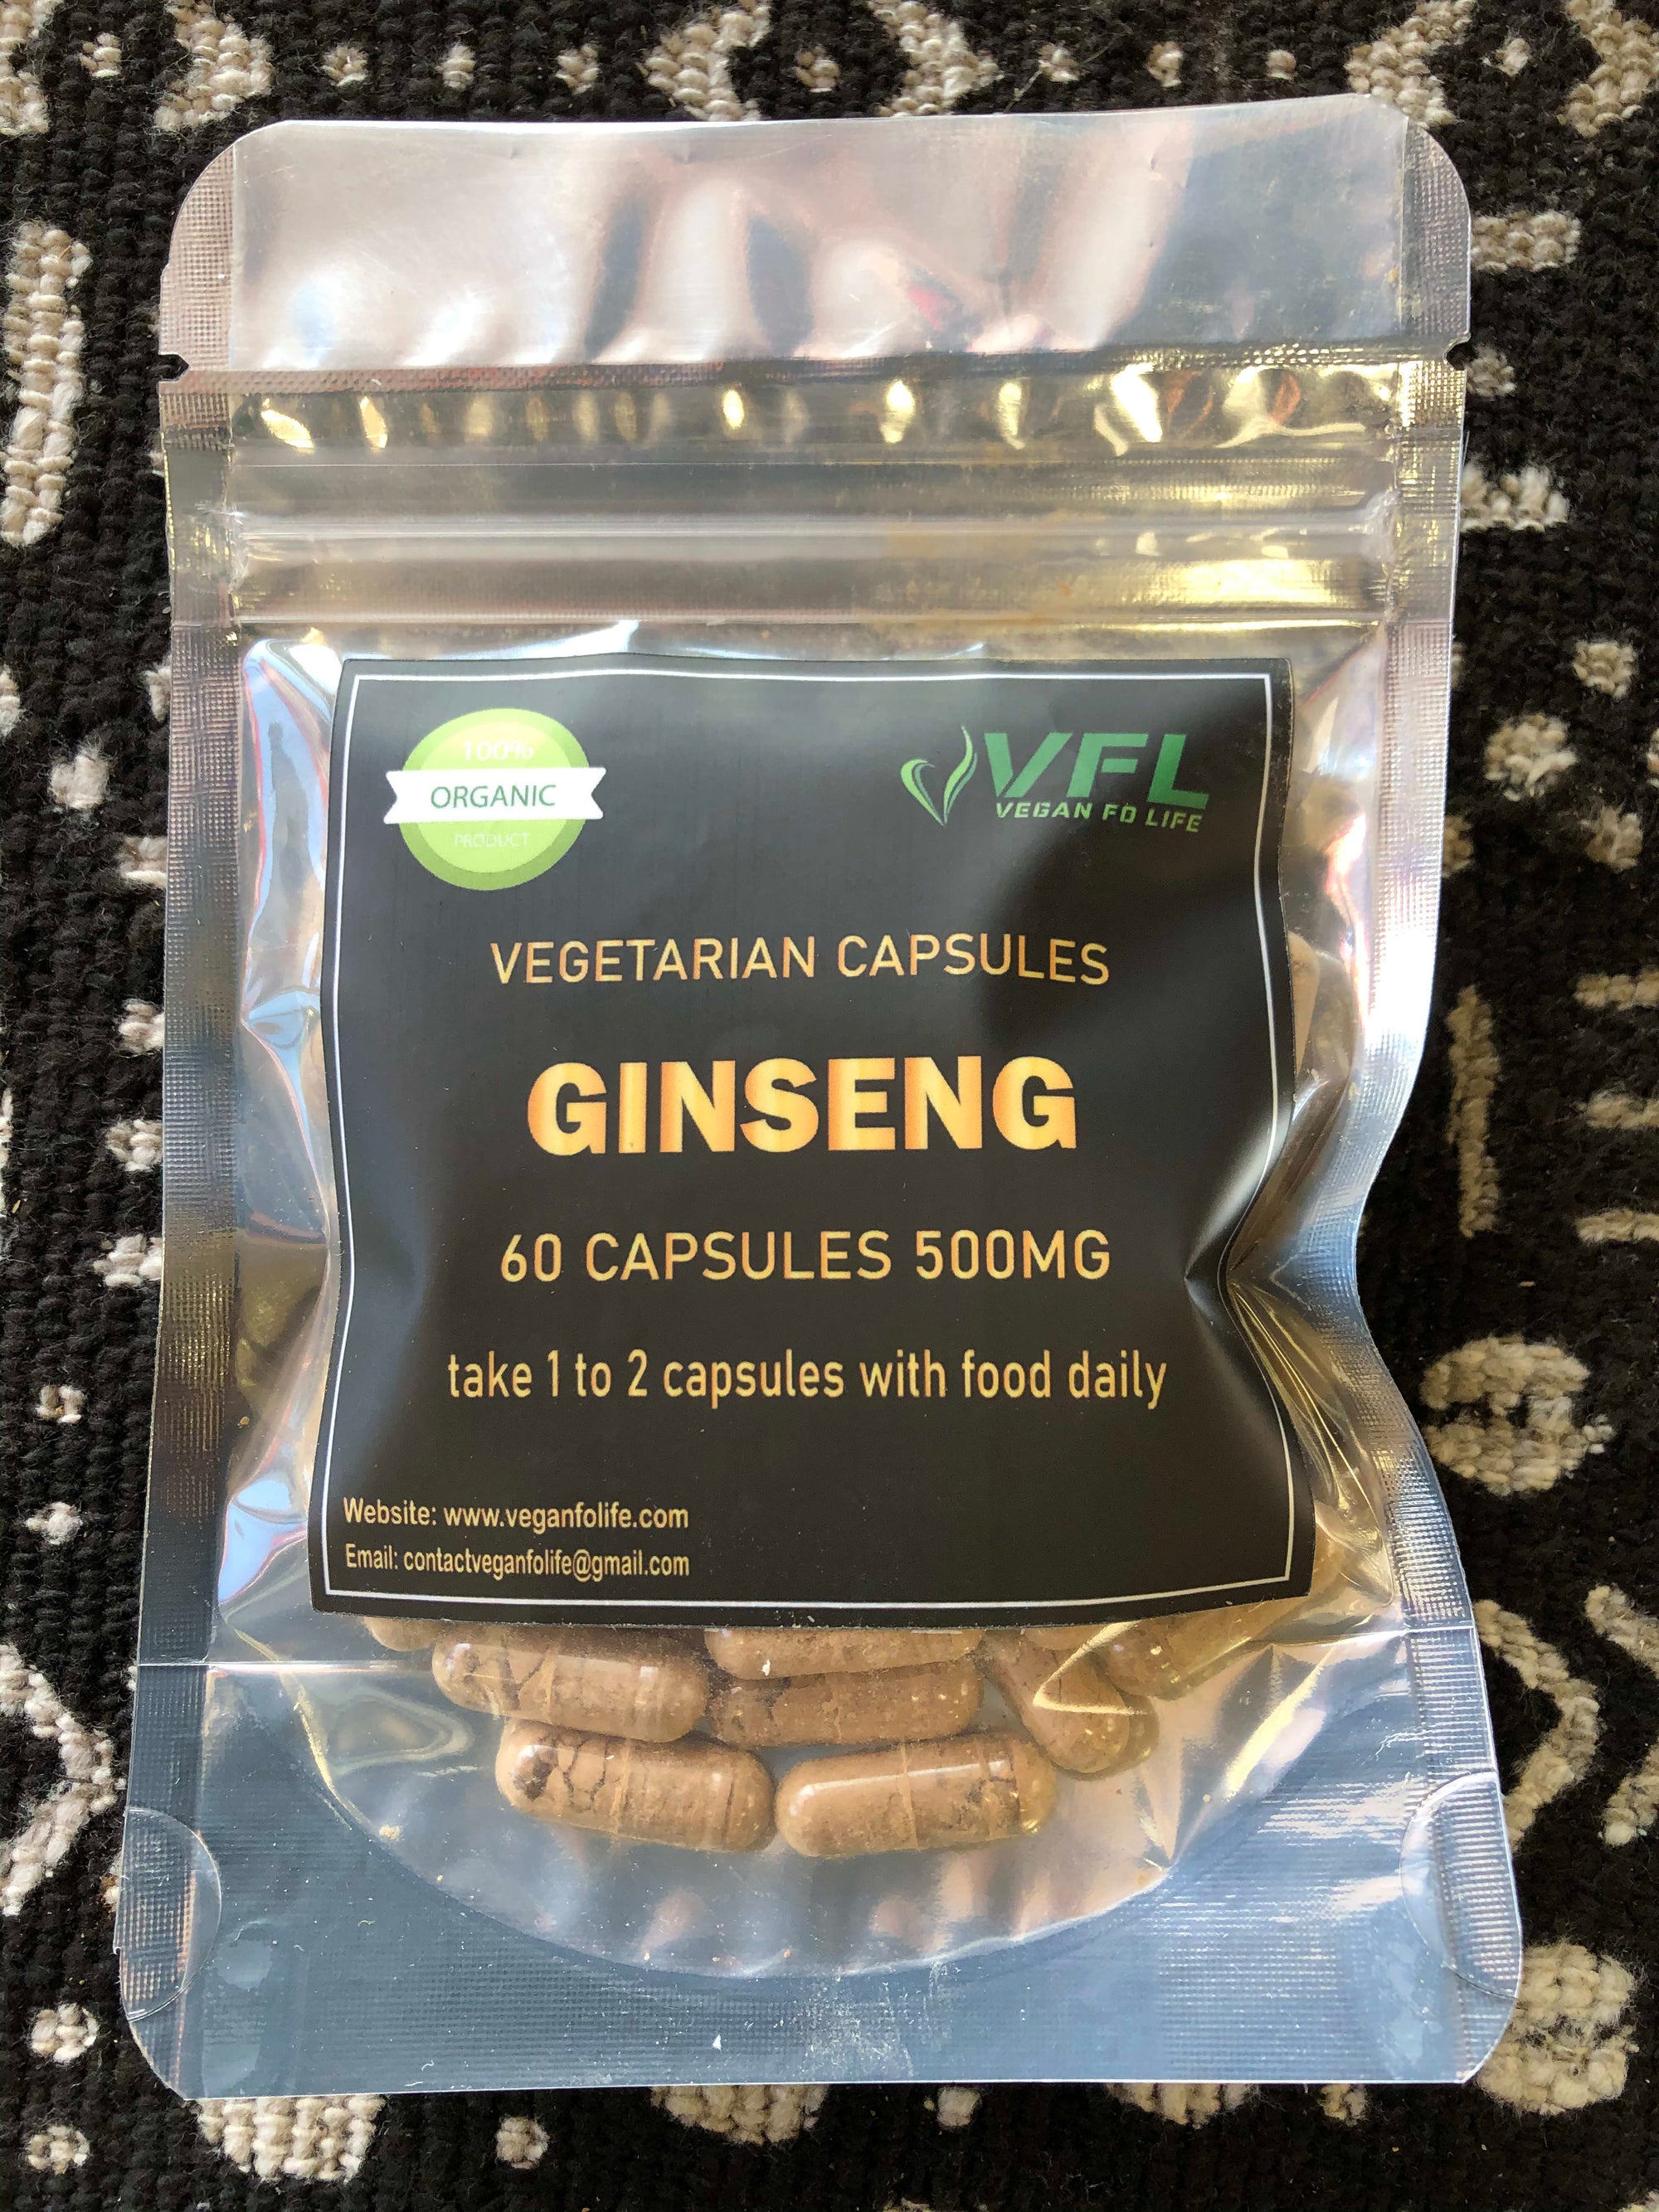 100%
ORGANIC
PRODUCT
VFL
VEGAN FO LIFE
VEGETARIAN CAPSULES
GINSENG
60 CAPSULES 500MG
take 1 to 2 capsules with food daily
Website: www.veganfolife.com
Email: contactveganfolife@gmail.com